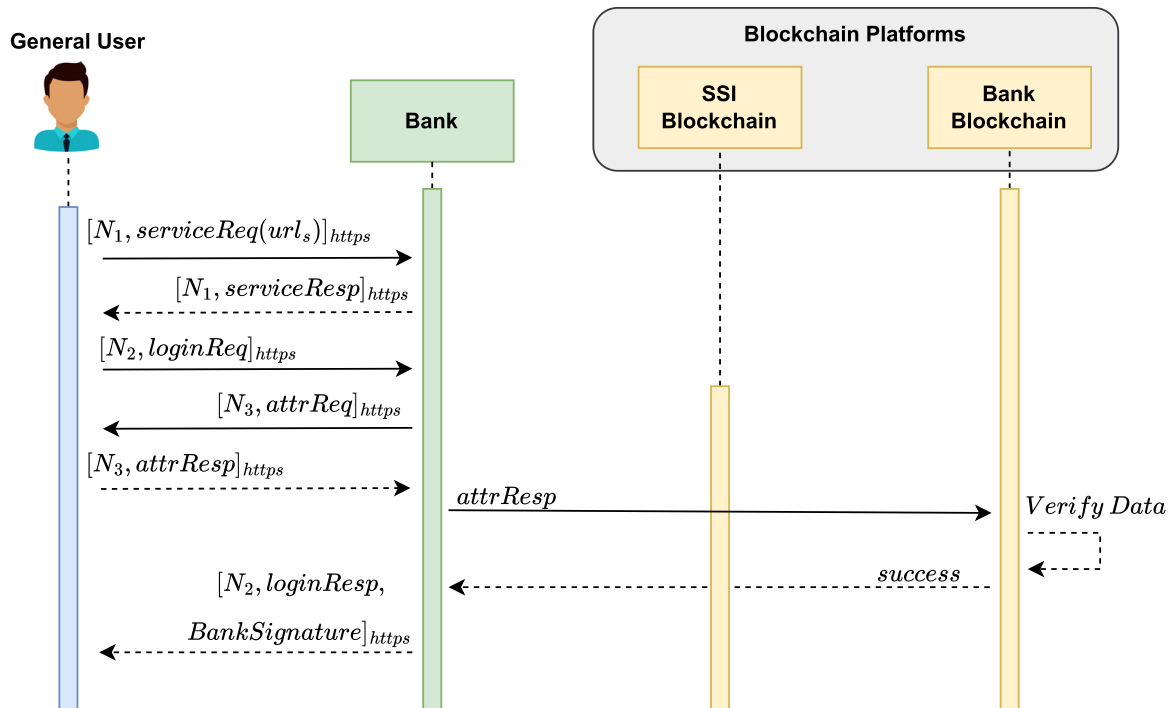 General User
Blockchain Platforms
Bank
SSI
Blockchain
Bank
Blockchain
[N₁, serviceReq(urlₛ)]https
[N₁, serviceResp]https
[N₂, loginReq]https
[N₃, attrReq]https
[N₃, attrResp]https
attrResp
Verify Data
success
[N₂, loginResp,
BankSignature]https